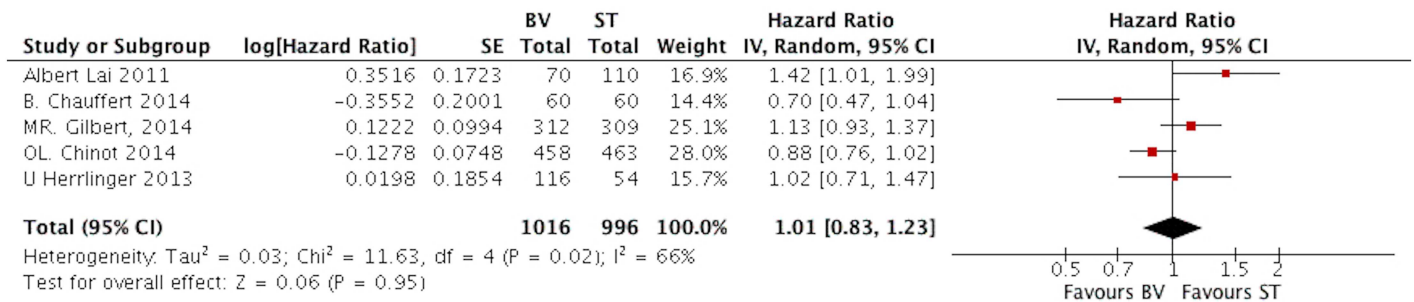 BV ST Hazard Ratio Hazard Ratio
Study or Subgroup log[Hazard Ratio] SE Total Total Weight IV, Random, 95% CI IV, Random, 95% CI
Albert Lai 2011 0.3516 0.1723 70 110 16.9% 1.42 [1.01, 1.99]
B. Chauffert 2014 -0.3552 0.2001 60 60 14.4% 0.70 [0.47, 1.04]
MR. Gilbert, 2014 0.1222 0.0994 312 309 25.1% 1.13 [0.93, 1.37]
OL. Chinot 2014 -0.1278 0.0748 458 463 28.0% 0.88 [0.76, 1.02]
U Herrlinger 2013 0.0198 0.1854 116 54 15.7% 1.02 [0.71, 1.47]
Total (95% CI) 1016 996 100.0% 1.01 [0.83, 1.23]
Heterogeneity: Tau² = 0.03; Chi² = 11.63, df = 4 (P = 0.02); I² = 66%
Test for overall effect: Z = 0.06 (P = 0.95)
0.5 0.7 1 1.5 2
Favours BV Favours ST